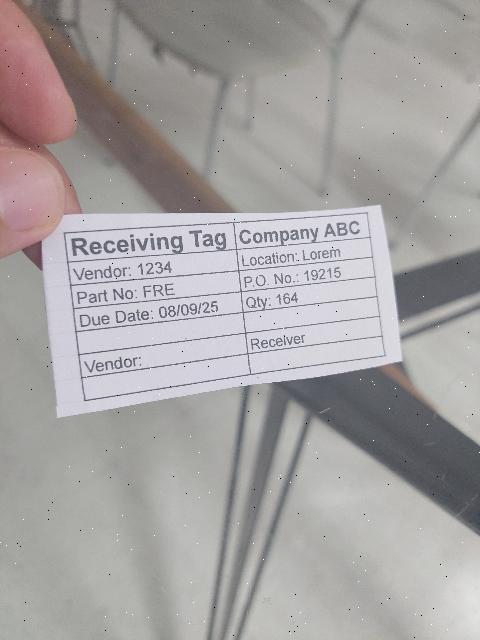 Receiving Tag Company ABC
Vendor: 1234 Location: Lorem
Part No: FRE P.O. No.: 19215
Due Date: 08/09/25 Qty: 164
Vendor: Receiver